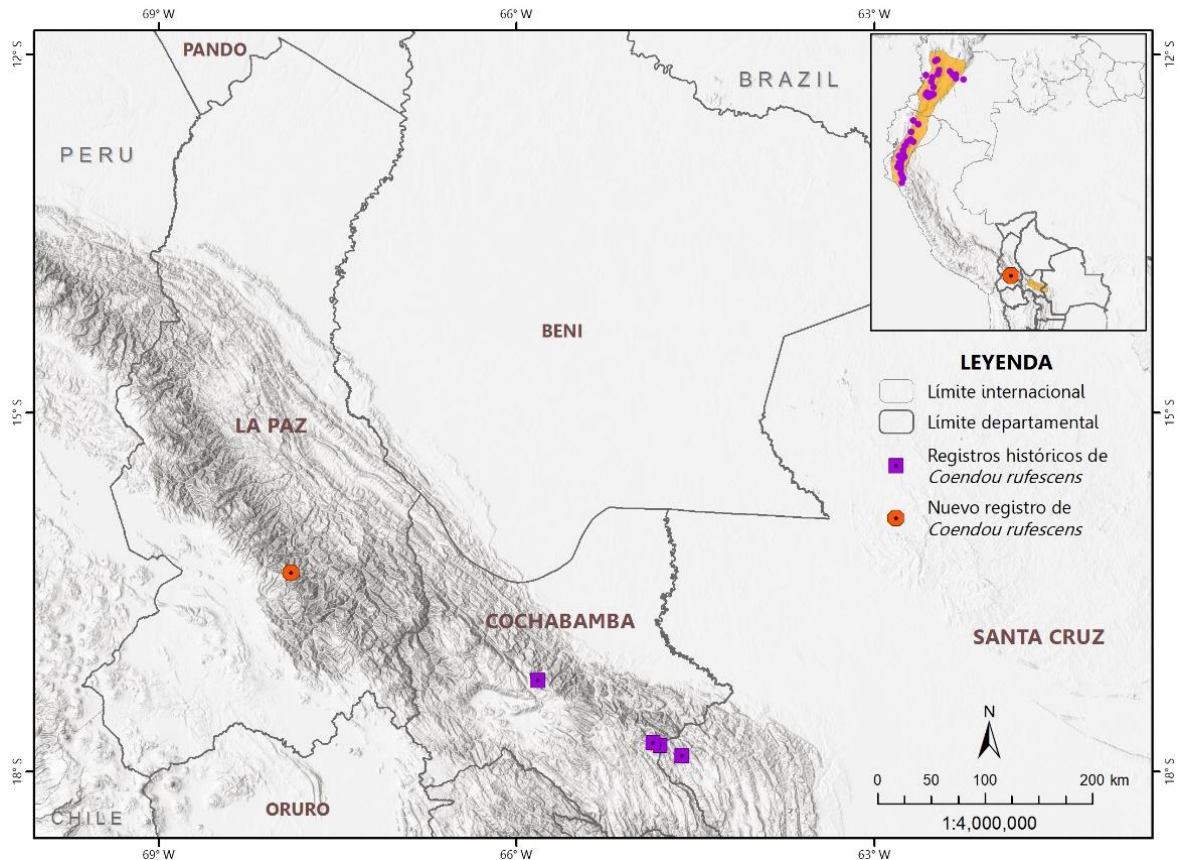 69° W
66° W
63° W
12° S
12° S
PANDO
BRAZIL
PERU
BENI
LEYENDA
Límite internacional
15° S
LA PAZ
Límite departamental
15° S
Registros históricos de
Coendou rufescens
Nuevo registro de
Coendou rufescens
COCHABAMBA
SANTA CRUZ
N
18° S
18° S
0 50 100 200 km
ORURO
CHILE
1:4,000,000
69° W
66° W
63° W